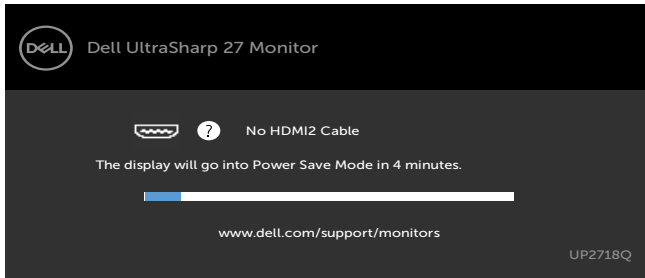 DELL
Dell UltraSharp 27 Monitor
? No HDMI2 Cable
The display will go into Power Save Mode in 4 minutes.
www.dell.com/support/monitors
UP2718Q